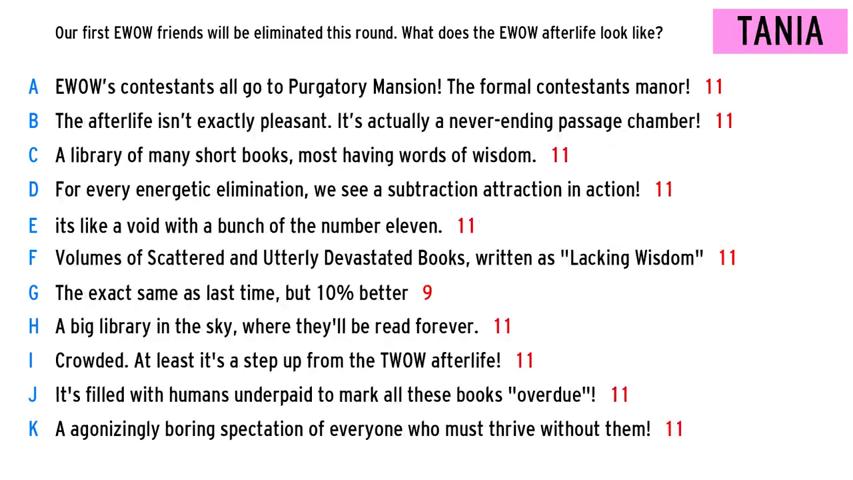 Our first EWOW friends will be eliminated this round. What does the EWOW afterlife look like?
TANIA
A EWOW's contestants all go to Purgatory Mansion! The formal contestants manor! 11
B The afterlife isn't exactly pleasant. It's actually a never-ending passage chamber! 11
C A library of many short books, most having words of wisdom. 11
D For every energetic elimination, we see a subtraction attraction in action! 11
E its like a void with a bunch of the number eleven. 11
F Volumes of Scattered and Utterly Devastated Books, written as "Lacking Wisdom" 11
G The exact same as last time, but 10% better 9
H A big library in the sky, where they'll be read forever. 11
I Crowded. At least it's a step up from the TWOW afterlife! 11
J It's filled with humans underpaid to mark all these books "overdue"! 11
K A agonizingly boring spectation of everyone who must thrive without them! 11